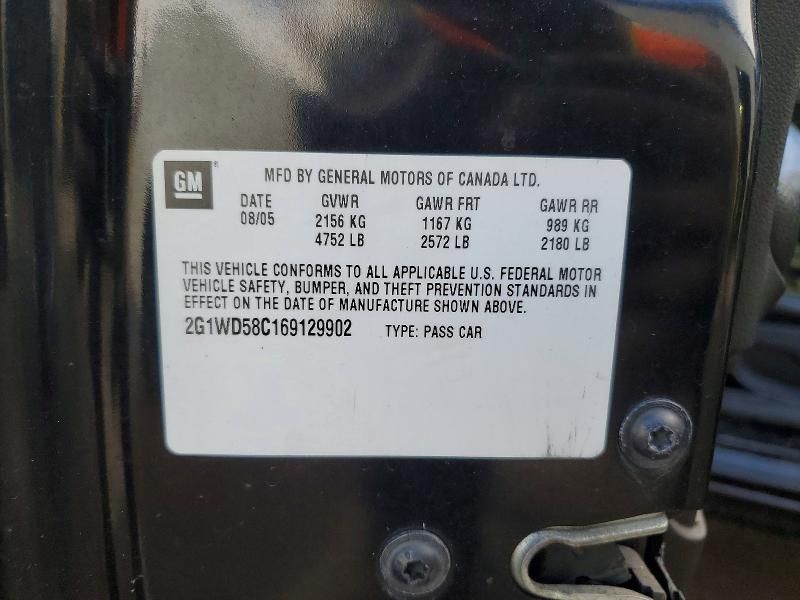 GM MFD BY GENERAL MOTORS OF CANADA LTD.
DATE GVWR GAWR FRT GAWR RR
08/05 2156 KG 1167 KG 989 KG
4752 LB 2572 LB 2180 LB
THIS VEHICLE CONFORMS TO ALL APPLICABLE U.S. FEDERAL MOTOR
VEHICLE SAFETY, BUMPER, AND THEFT PREVENTION STANDARDS IN
EFFECT ON THE DATE OF MANUFACTURE SHOWN ABOVE.
2G1WD58C169129902 TYPE: PASS CAR